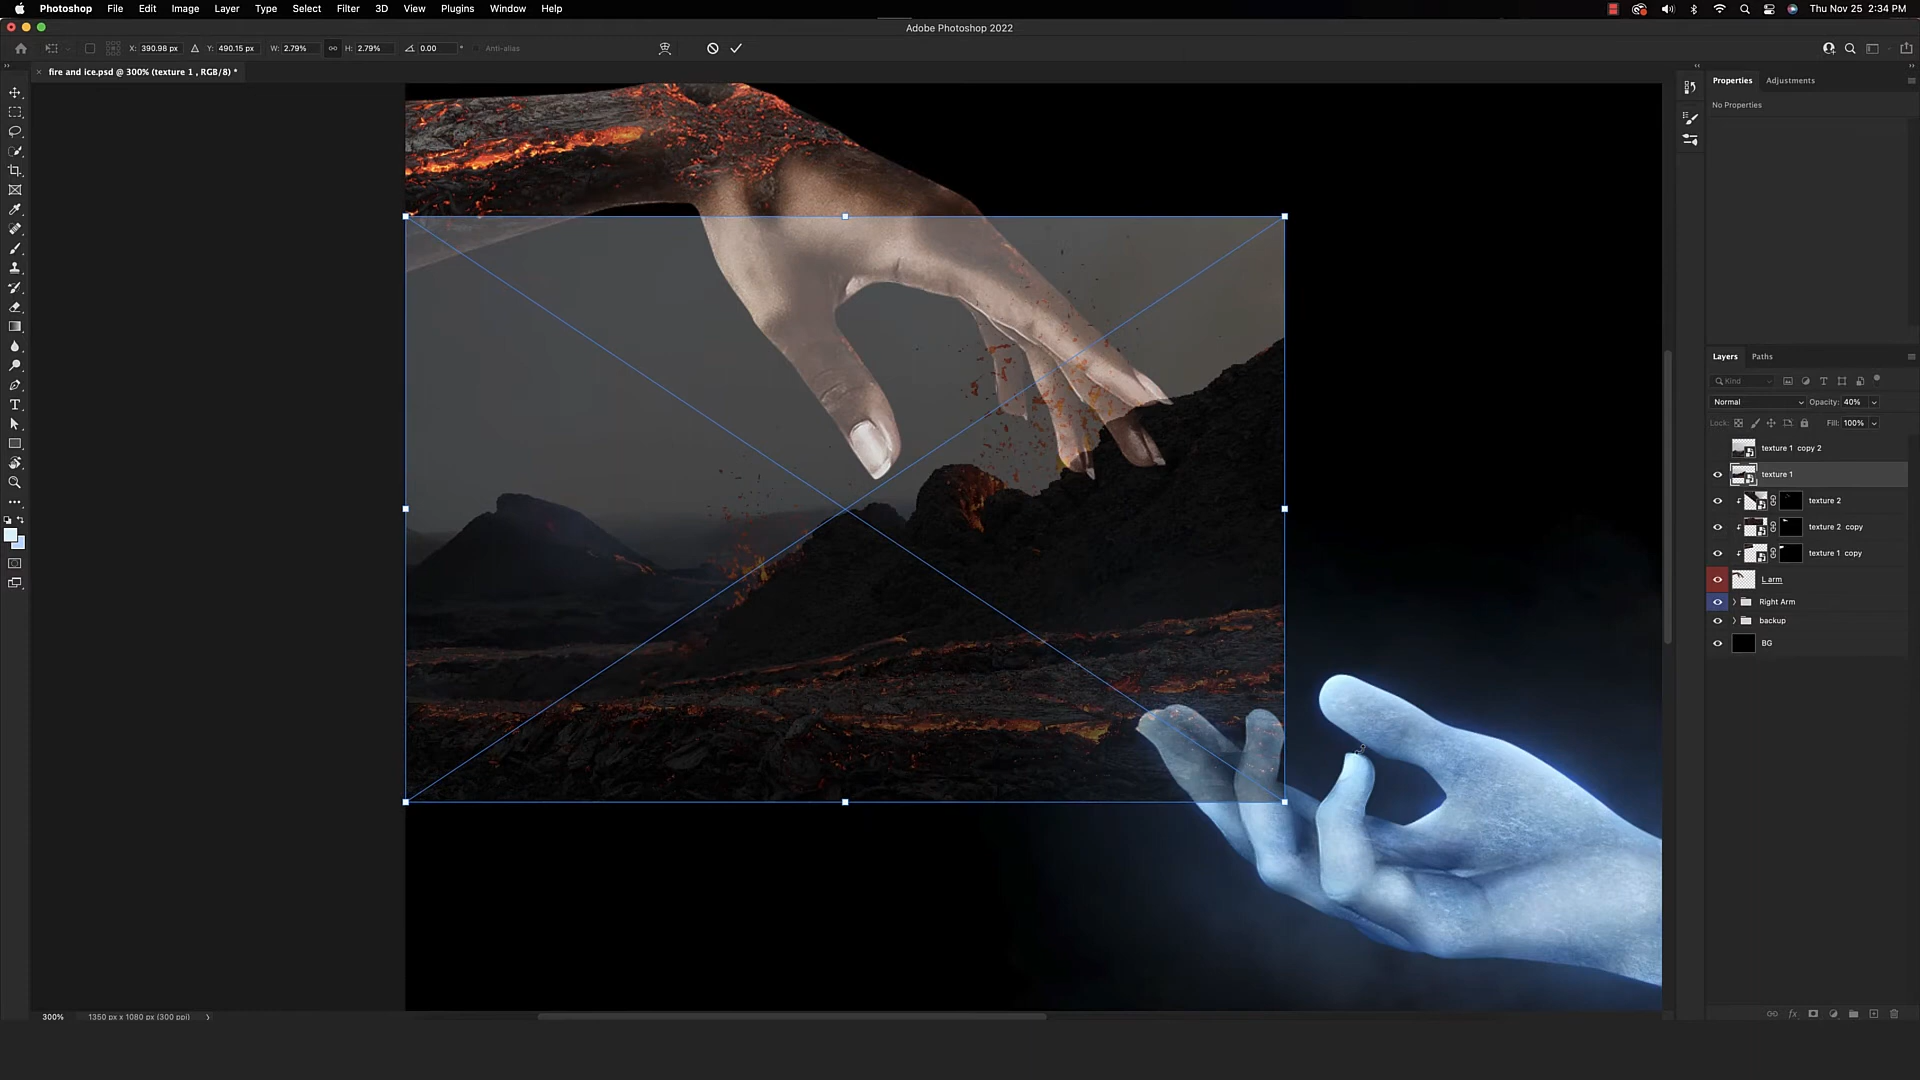 Photoshop File Edit Image Layer Type Select Filter 3D View Plugins Window Help Thu Nov 25 2:34 PM
Adobe Photoshop 2022
X: 390.98 px Y: 490.15 px W: 2.79% H: 2.79% 0.00 ° Anti-alias
× fire and ice.psd @ 300% (texture 1 , RGB/8) *
Properties Adjustments
No Properties
Layers Paths
Kind
Normal Opacity: 40%
Lock: Fill: 100%
texture 1 copy 2
texture 1
texture 2
texture 2 copy
texture 1 copy
L arm
Right Arm
backup
BG
300% 1350 px x 1080 px (300 ppi)